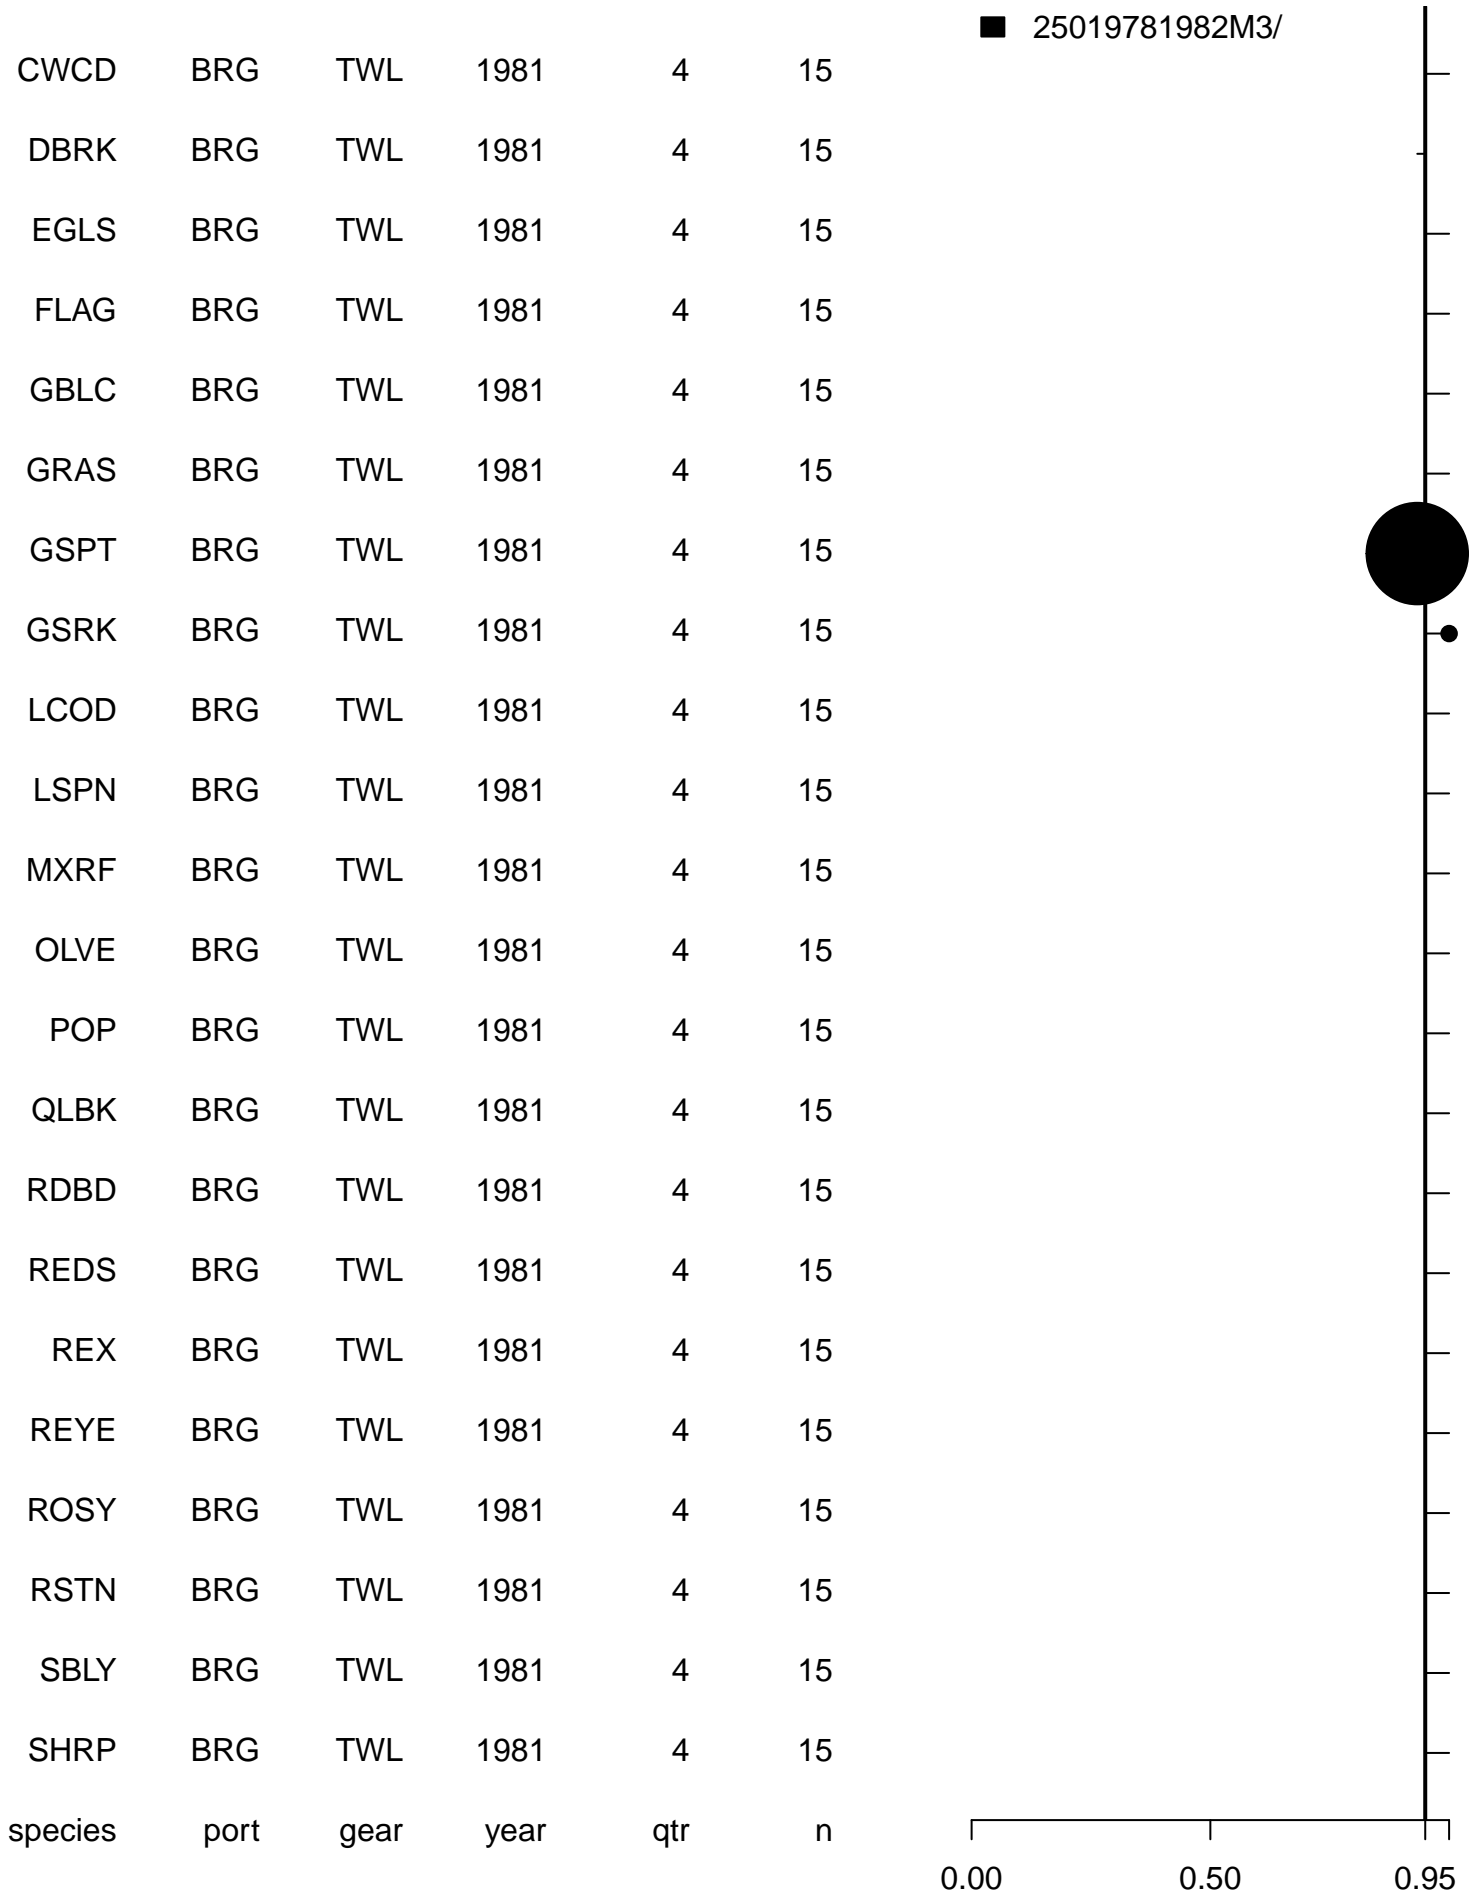 25019781982M3/
CWCD BRG TWL 1981 4 15
DBRK BRG TWL 1981 4 15
EGLS BRG TWL 1981 4 15
FLAG BRG TWL 1981 4 15
GBLC BRG TWL 1981 4 15
GRAS BRG TWL 1981 4 15
GSPT BRG TWL 1981 4 15
GSRK BRG TWL 1981 4 15
LCOD BRG TWL 1981 4 15
LSPN BRG TWL 1981 4 15
MXRF BRG TWL 1981 4 15
OLVE BRG TWL 1981 4 15
POP BRG TWL 1981 4 15
QLBK BRG TWL 1981 4 15
RDBD BRG TWL 1981 4 15
REDS BRG TWL 1981 4 15
REX BRG TWL 1981 4 15
REYE BRG TWL 1981 4 15
ROSY BRG TWL 1981 4 15
RSTN BRG TWL 1981 4 15
SBLY BRG TWL 1981 4 15
SHRP BRG TWL 1981 4 15
species port gear year qtr n
0.00 0.50 0.95